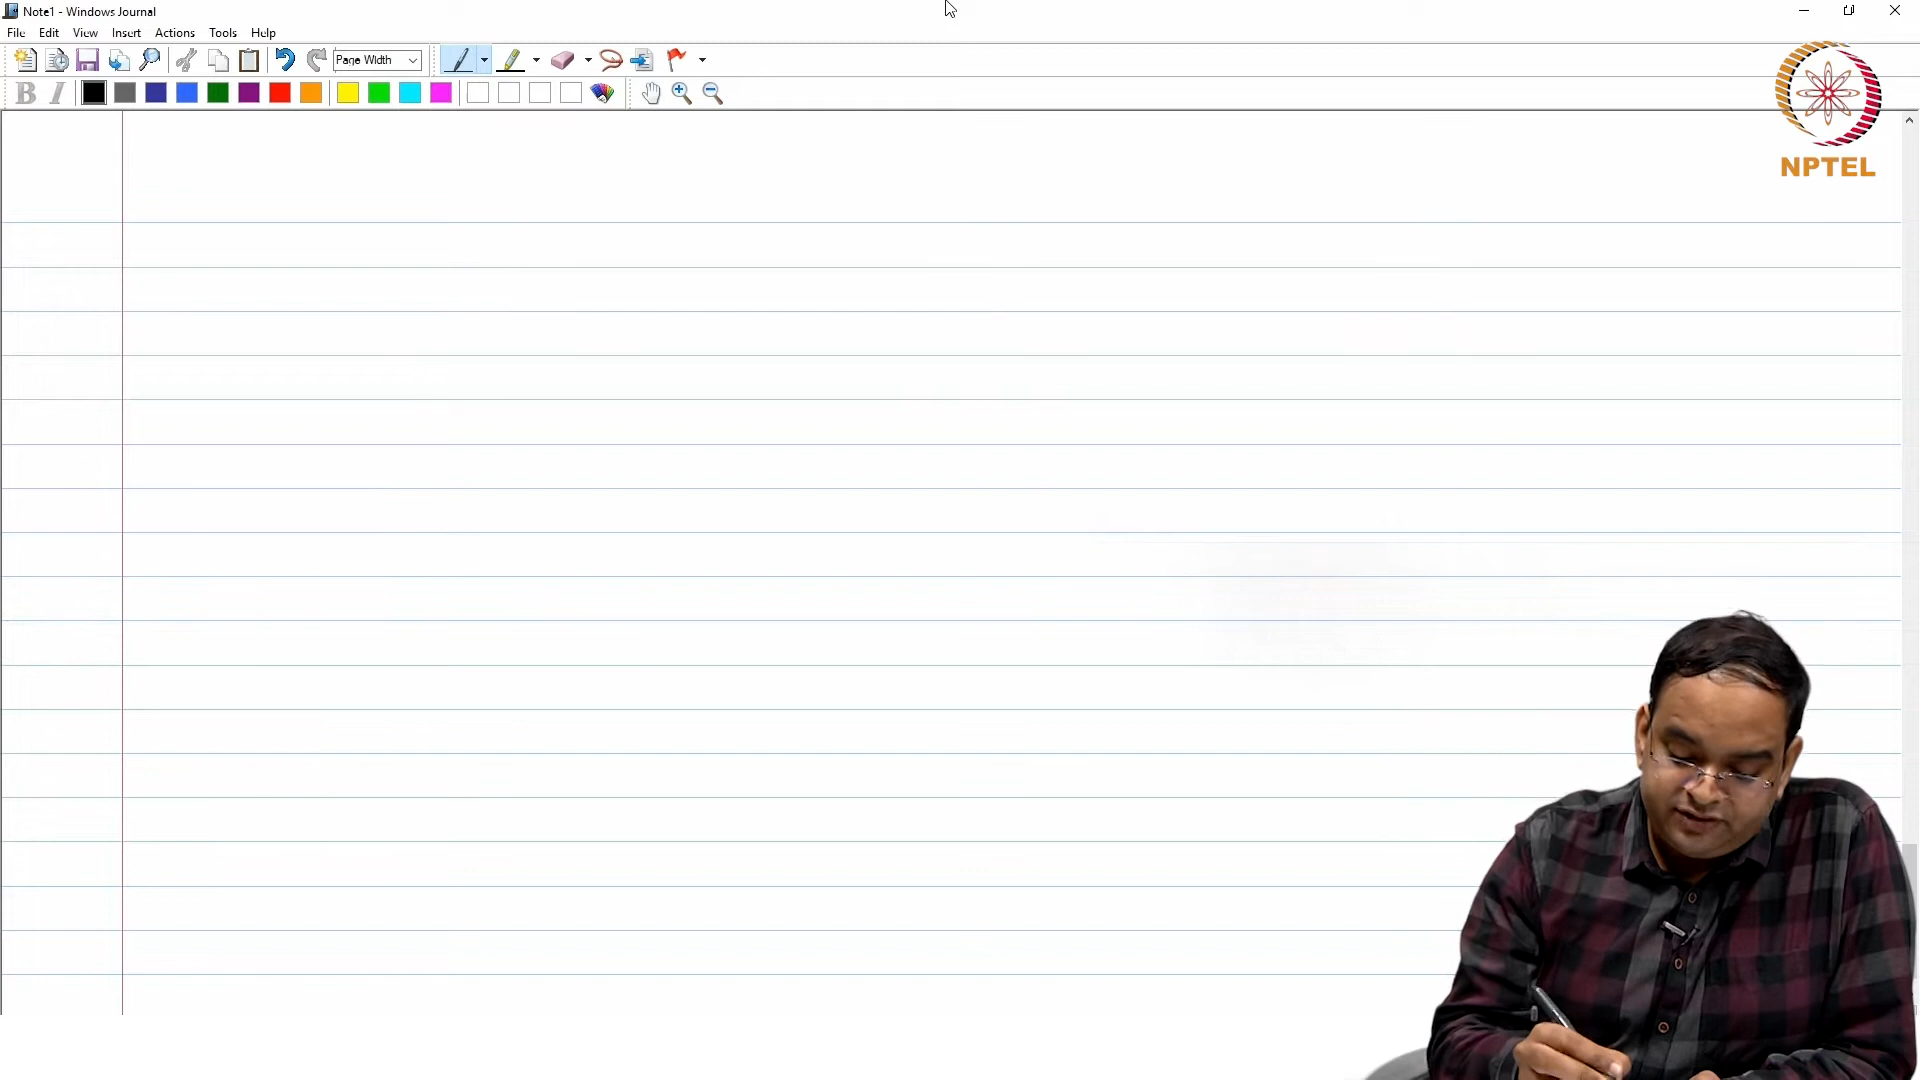 Note1 - Windows Journal
File Edit View Insert Actions Tools Help
Page Width
B I
NPTEL